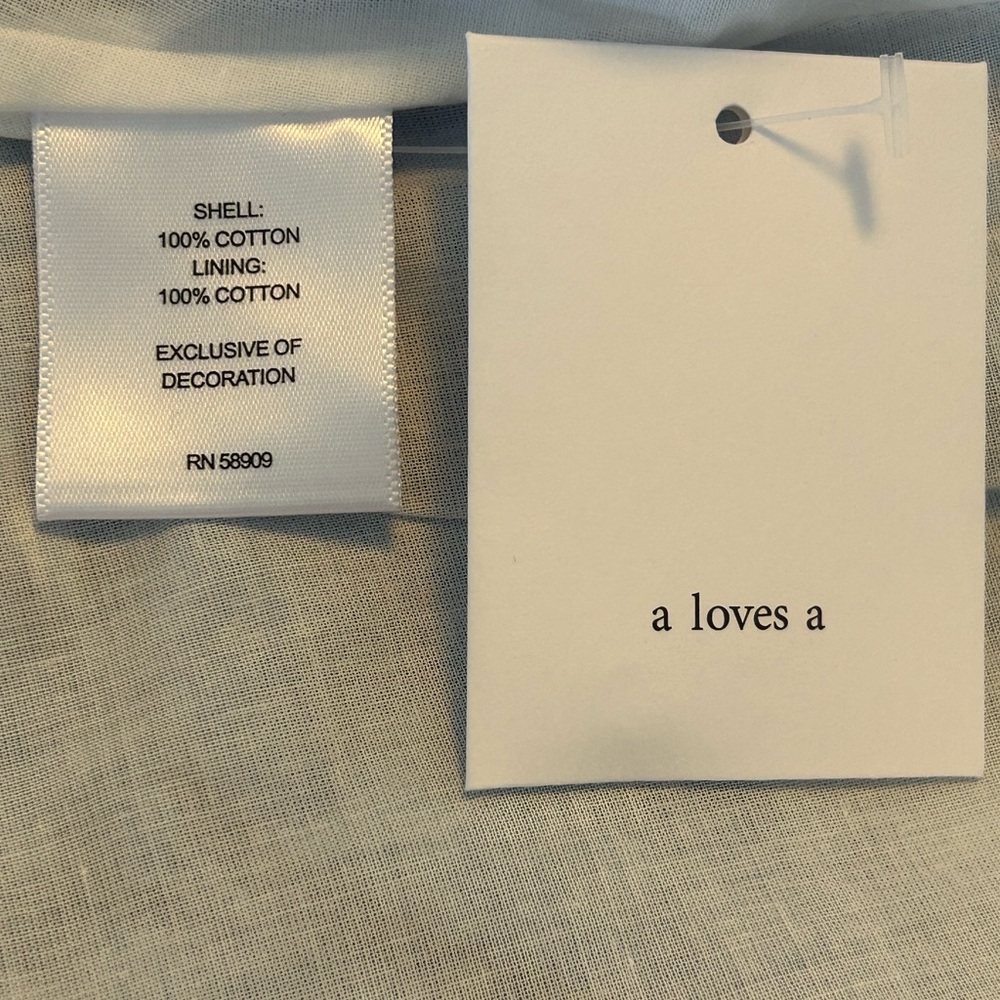 SHELL:
100% COTTON
LINING:
100% COTTON
EXCLUSIVE OF
DECORATION
RN 58909
a loves a